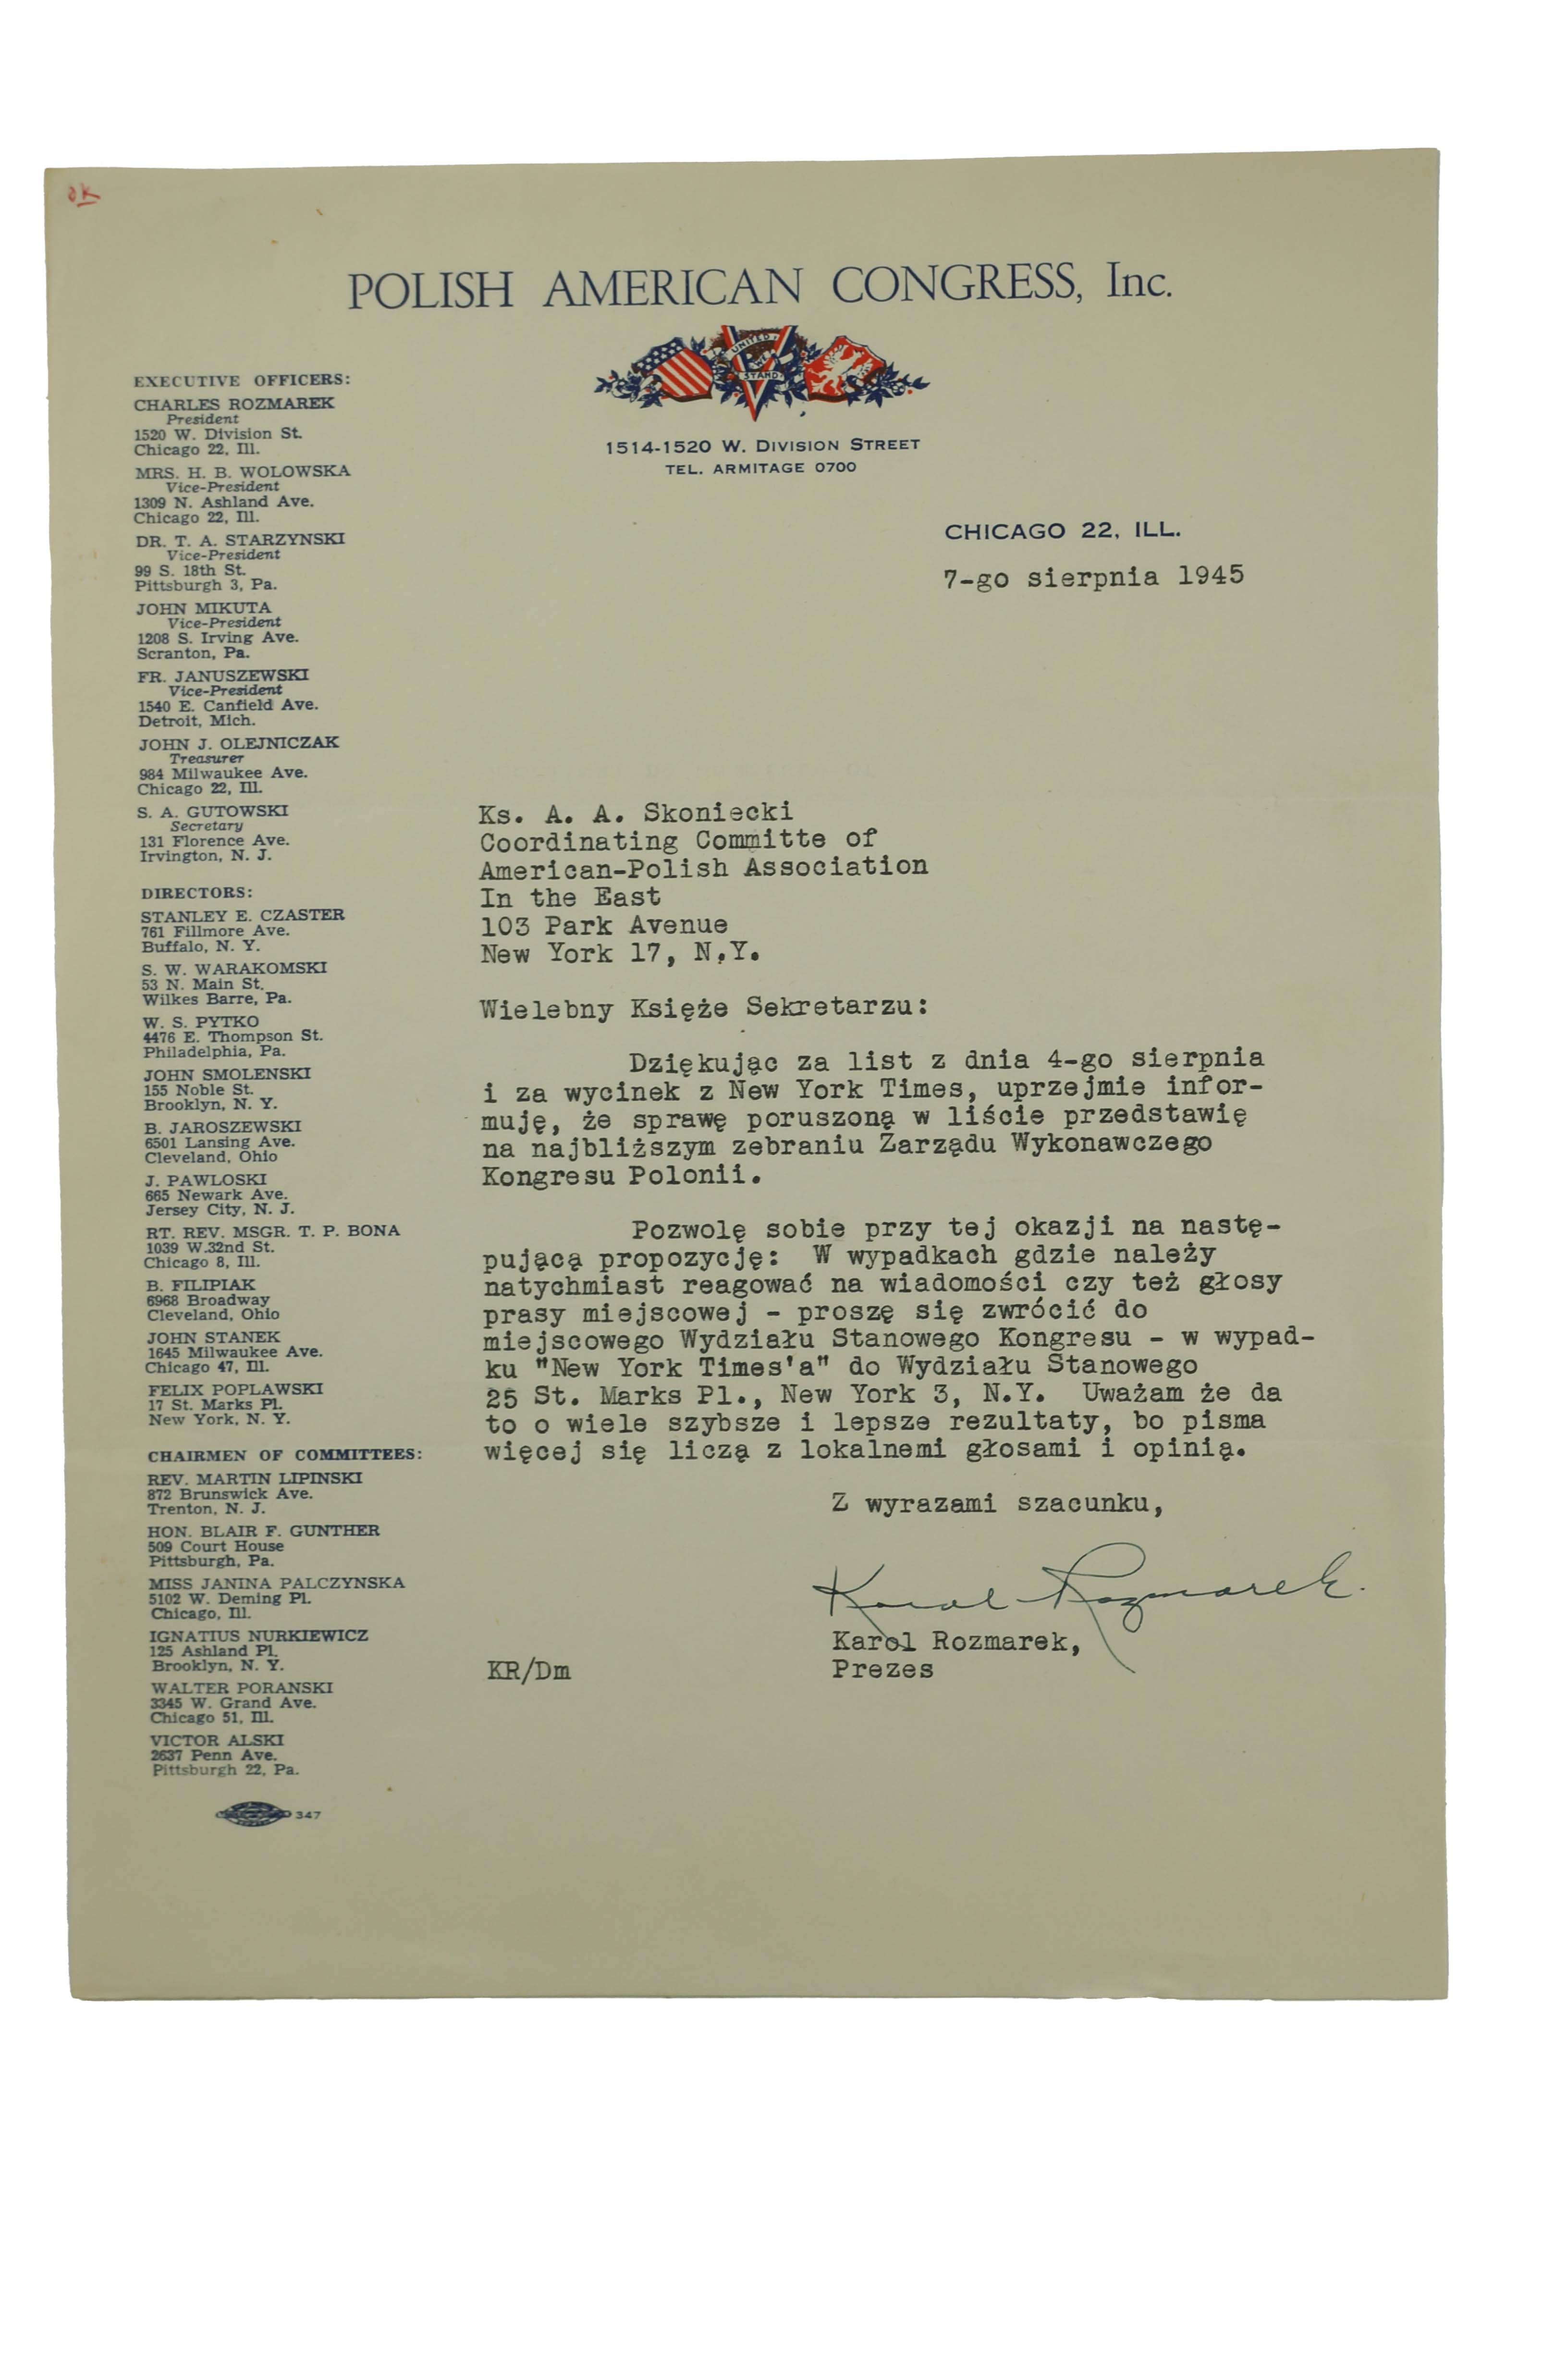 OK
POLISH AMERICAN CONGRESS, Inc.
UNITED
WE
STAND
1514-1520 W. DIVISION STREET
TEL. ARMITAGE 0700
CHICAGO 22, ILL.
7-go sierpnia 1945
EXECUTIVE OFFICERS:
CHARLES ROZMAREK
President
1520 W. Division St.
Chicago 22, Ill.
MRS. H. B. WOLOWSKA
Vice-President
1309 N. Ashland Ave.
Chicago 22, Ill.
DR. T. A. STARZYNSKI
Vice-President
99 S. 18th St.
Pittsburgh 3, Pa.
JOHN MIKUTA
Vice-President
1208 S. Irving Ave.
Scranton, Pa.
FR. JANUSZEWSKI
Vice-President
1540 E. Canfield Ave.
Detroit, Mich.
JOHN J. OLEJNICZAK
Treasurer
984 Milwaukee Ave.
Chicago 22, Ill.
S. A. GUTOWSKI
Secretary
131 Florence Ave.
Irvington, N. J.
DIRECTORS:
STANLEY E. CZASTER
761 Fillmore Ave.
Buffalo, N. Y.
S. W. WARAKOMSKI
53 N. Main St.
Wilkes Barre, Pa.
W. S. PYTKO
4476 E. Thompson St.
Philadelphia, Pa.
JOHN SMOLENSKI
155 Noble St.
Brooklyn, N. Y.
B. JAROSZEWSKI
6501 Lansing Ave.
Cleveland, Ohio
J. PAWLOSKI
665 Newark Ave.
Jersey City, N. J.
RT. REV. MSGR. T. P. BONA
1039 W.32nd St.
Chicago 8, Ill.
B. FILIPIAK
6968 Broadway
Cleveland, Ohio
JOHN STANEK
1645 Milwaukee Ave.
Chicago 47, Ill.
FELIX POPLAWSKI
17 St. Marks Pl.
New York, N. Y.
CHAIRMEN OF COMMITTEES:
REV. MARTIN LIPINSKI
872 Brunswick Ave.
Trenton, N. J.
HON. BLAIR F. GUNTHER
509 Court House
Pittsburgh, Pa.
MISS JANINA PALCZYNSKA
5102 W. Deming Pl.
Chicago, Ill.
IGNATIUS NURKIEWICZ
125 Ashland Pl.
Brooklyn, N. Y.
WALTER PORANSKI
3345 W. Grand Ave.
Chicago 51, Ill.
VICTOR ALSKI
2637 Penn Ave.
Pittsburgh 22, Pa.
347
Ks. A. A. Skoniecki
Coordinating Committe of
American-Polish Association
In the East
103 Park Avenue
New York 17, N.Y.
Wielebny Księże Sekretarzu:
Dziękując za list z dnia 4-go sierpnia
i za wycinek z New York Times, uprzejmie infor-
muję, że sprawę poruszoną w liście przedstawię
na najbliższym zebraniu Zarządu Wykonawczego
Kongresu Polonii.
Pozwolę sobie przy tej okazji na nastę-
pującą propozycję: W wypadkach gdzie należy
natychmiast reagować na wiadomości czy też głosy
prasy miejscowej - proszę się zwrócić do
miejscowego Wydziału Stanowego Kongresu - w wypad-
ku "New York Times'a" do Wydziału Stanowego
25 St. Marks Pl., New York 3, N.Y. Uważam że da
to o wiele szybsze i lepsze rezultaty, bo pisma
więcej się liczą z lokalnemi głosami i opinią.
Z wyrazami szacunku,
Karol Rozmarek.
Karol Rozmarek,
Prezes
KR/Dm